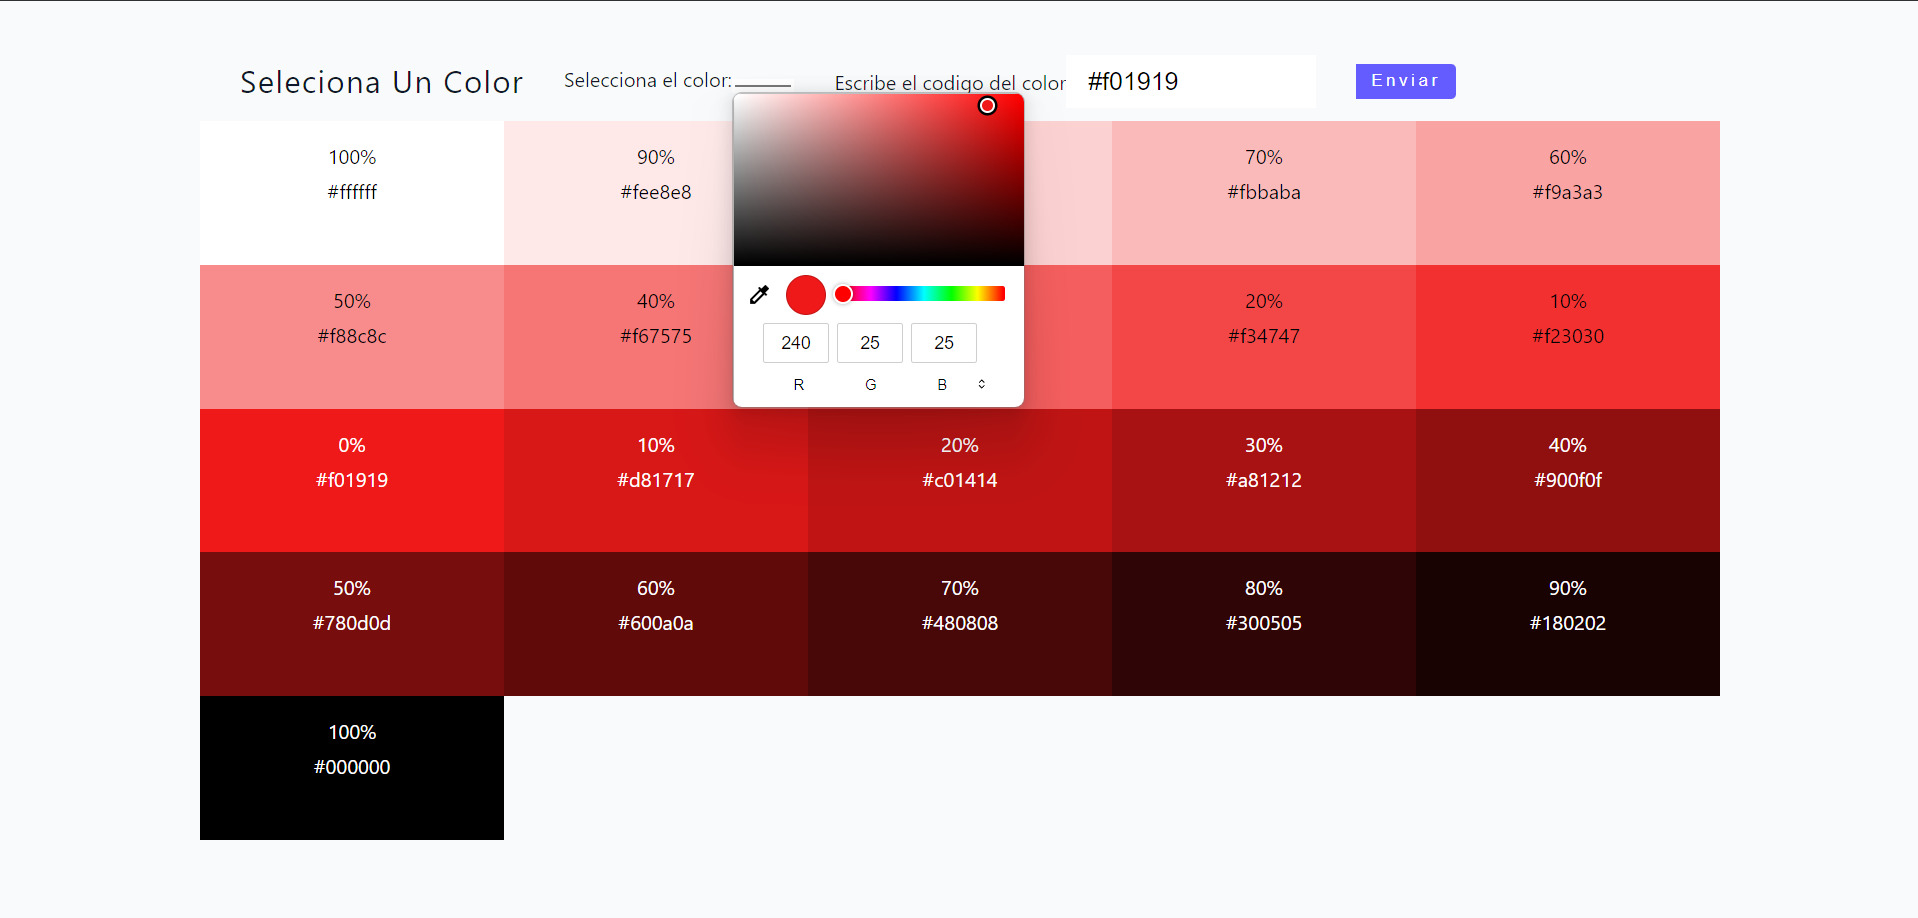 Seleciona Un Color
Selecciona el color:
Escribe el codigo del color
#f01919
Enviar
100%
#ffffff
90%
#fee8e8
70%
#fbbaba
60%
#f9a3a3
50%
#f88c8c
40%
#f67575
20%
#f34747
10%
#f23030
240
25
25
R
G
B
0%
#f01919
10%
#d81717
20%
#c01414
30%
#a81212
40%
#900f0f
50%
#780d0d
60%
#600a0a
70%
#480808
80%
#300505
90%
#180202
100%
#000000